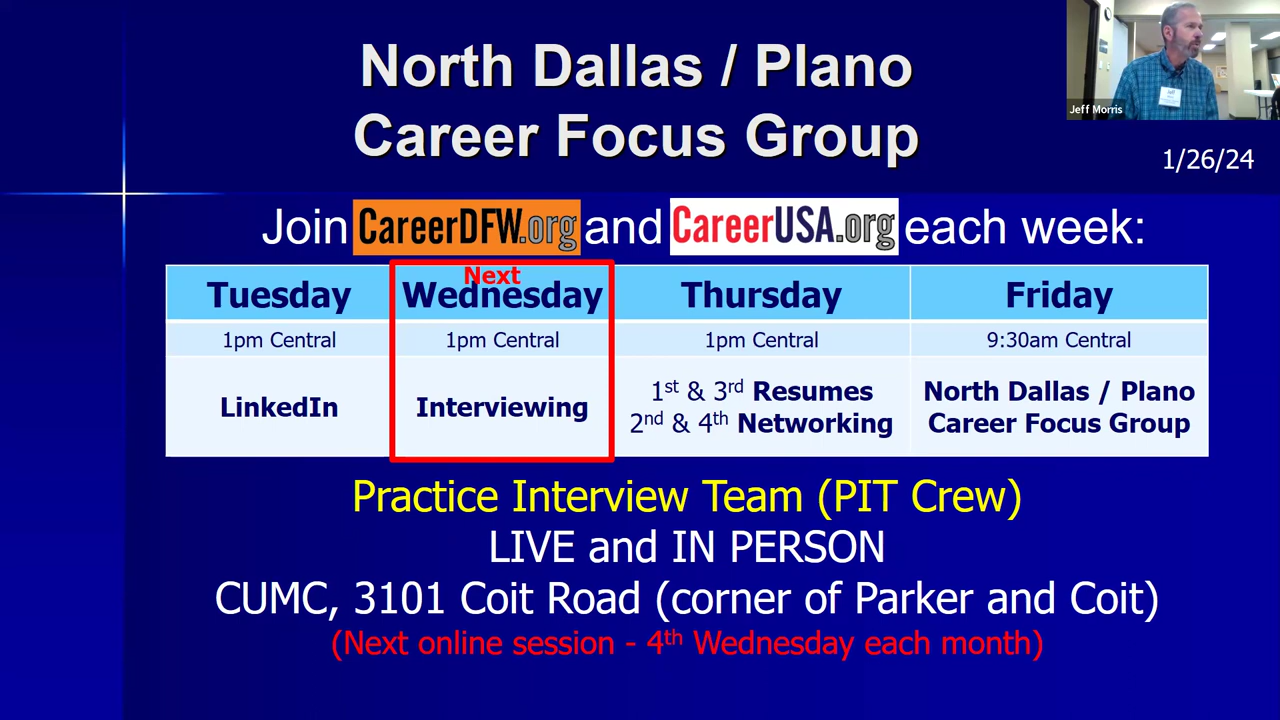 North Dallas / Plano
Career Focus Group
Jeff Morris
1/26/24
Join CareerDFW.org and CareerUSA.org each week:
Next
Tuesday Wednesday Thursday Friday
1pm Central 1pm Central 1pm Central 9:30am Central
LinkedIn
Interviewing
1st & 3rd Resumes
2nd & 4th Networking
North Dallas / Plano
Career Focus Group
Practice Interview Team (PIT Crew)
LIVE and IN PERSON
CUMC, 3101 Coit Road (corner of Parker and Coit)
(Next online session - 4th Wednesday each month)